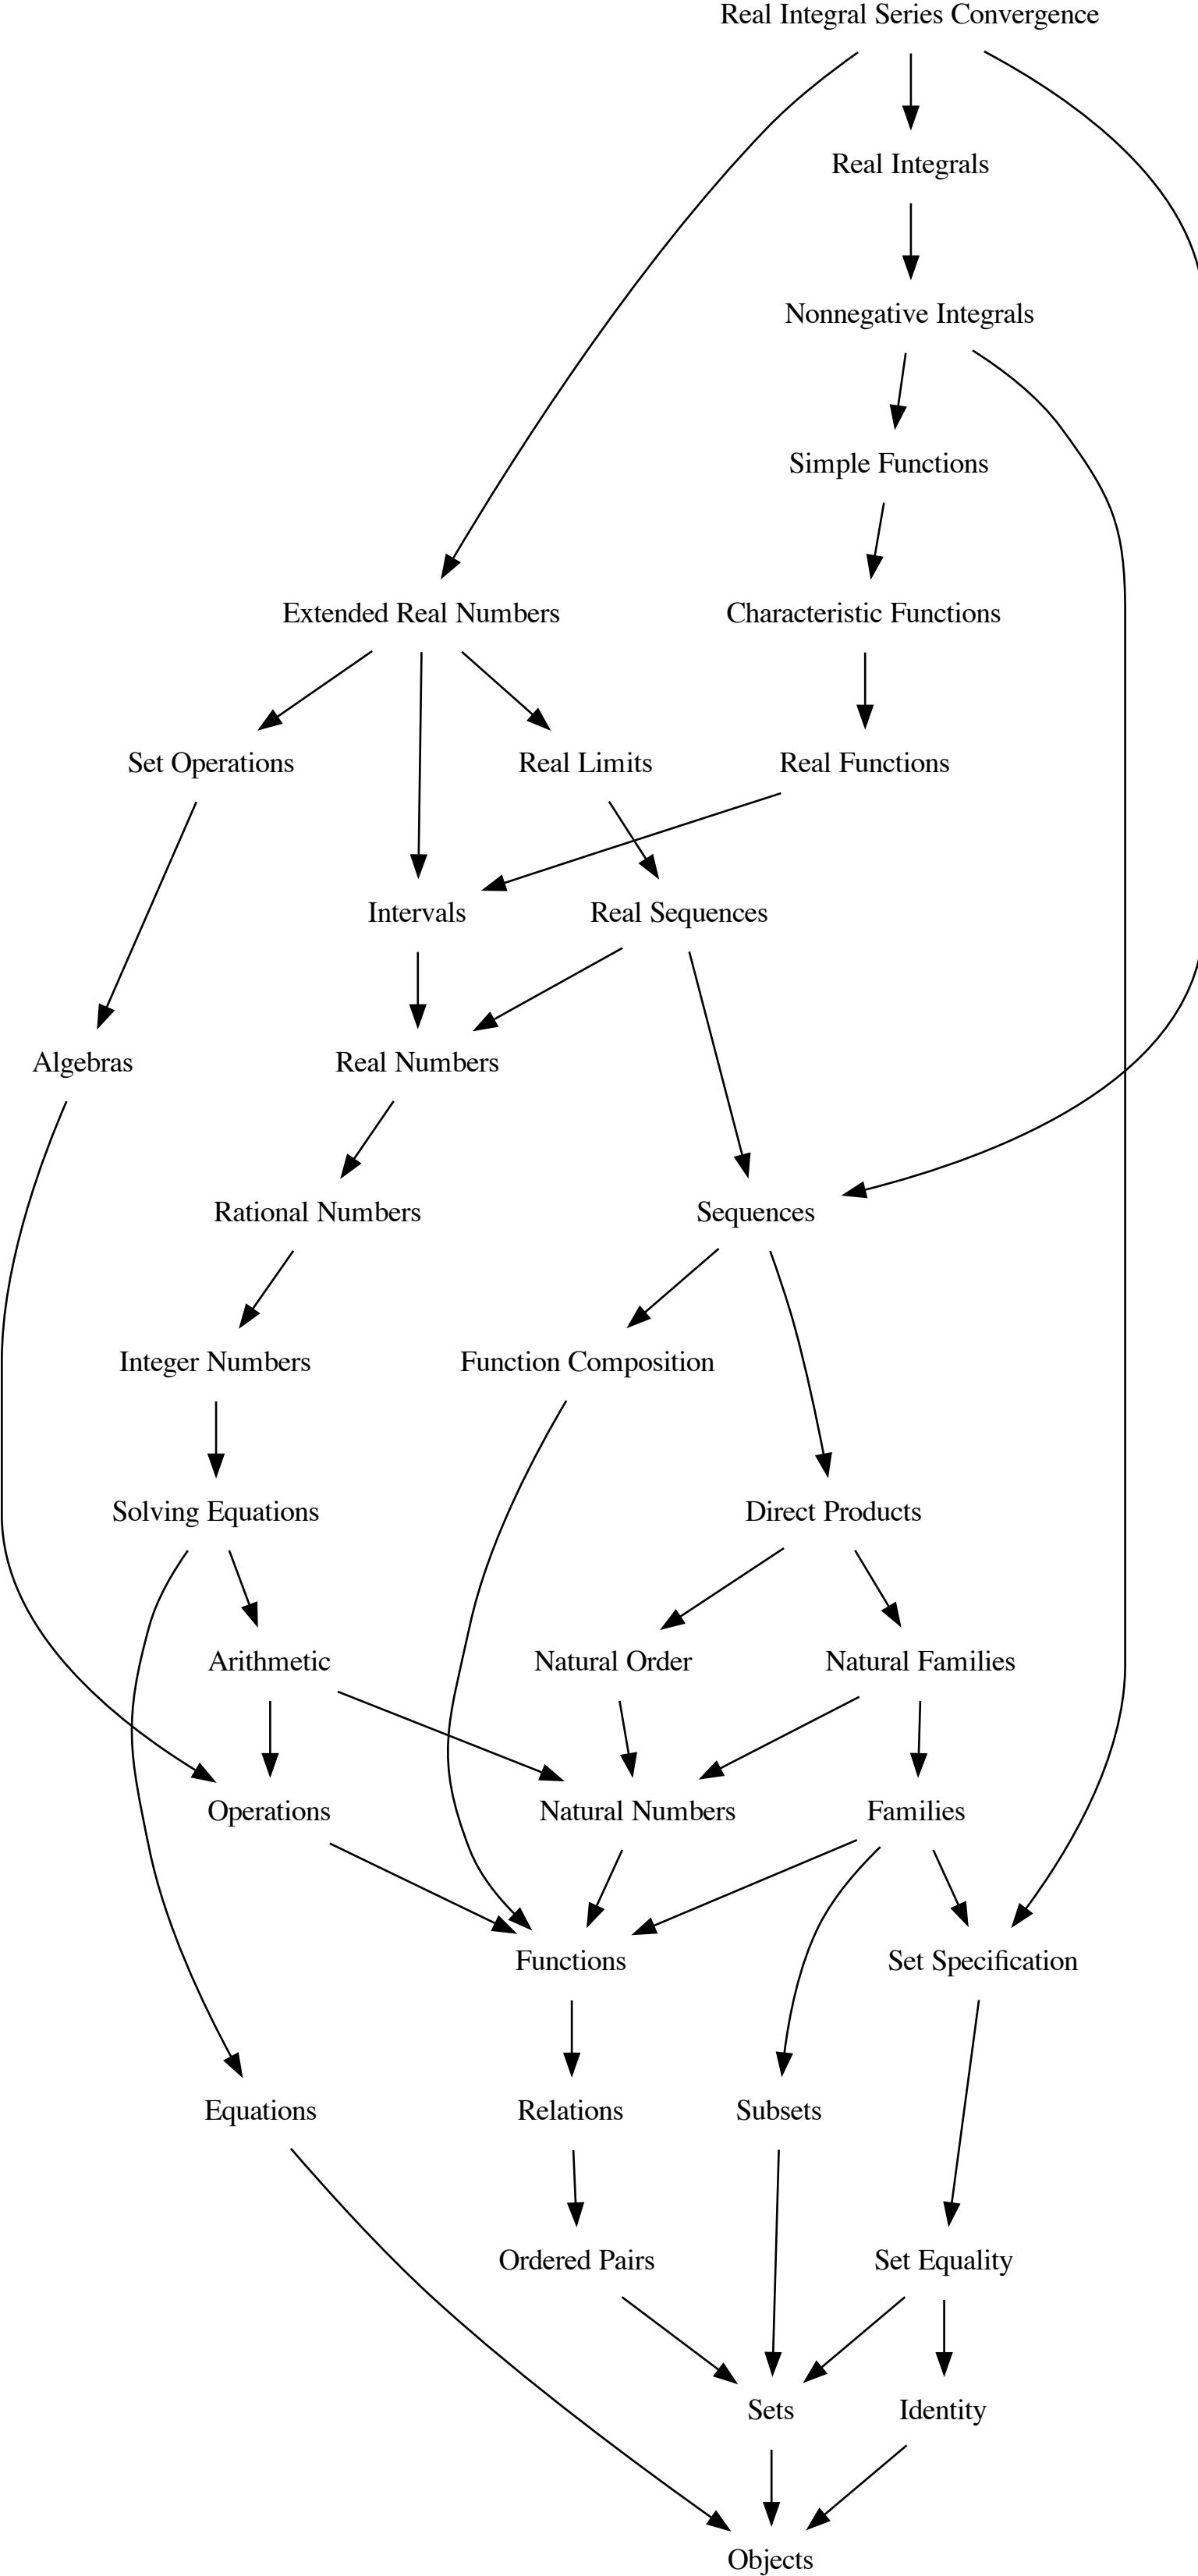 Real Integral Series Convergence
Real Integrals
Nonnegative Integrals
Simple Functions
Extended Real Numbers
Characteristic Functions
Set Operations
Real Limits
Real Functions
Intervals
Real Sequences
Algebras
Real Numbers
Rational Numbers
Sequences
Integer Numbers
Function Composition
Solving Equations
Direct Products
Arithmetic
Natural Order
Natural Families
Operations
Natural Numbers
Families
Functions
Set Specification
Equations
Relations
Subsets
Ordered Pairs
Set Equality
Sets
Identity
Objects